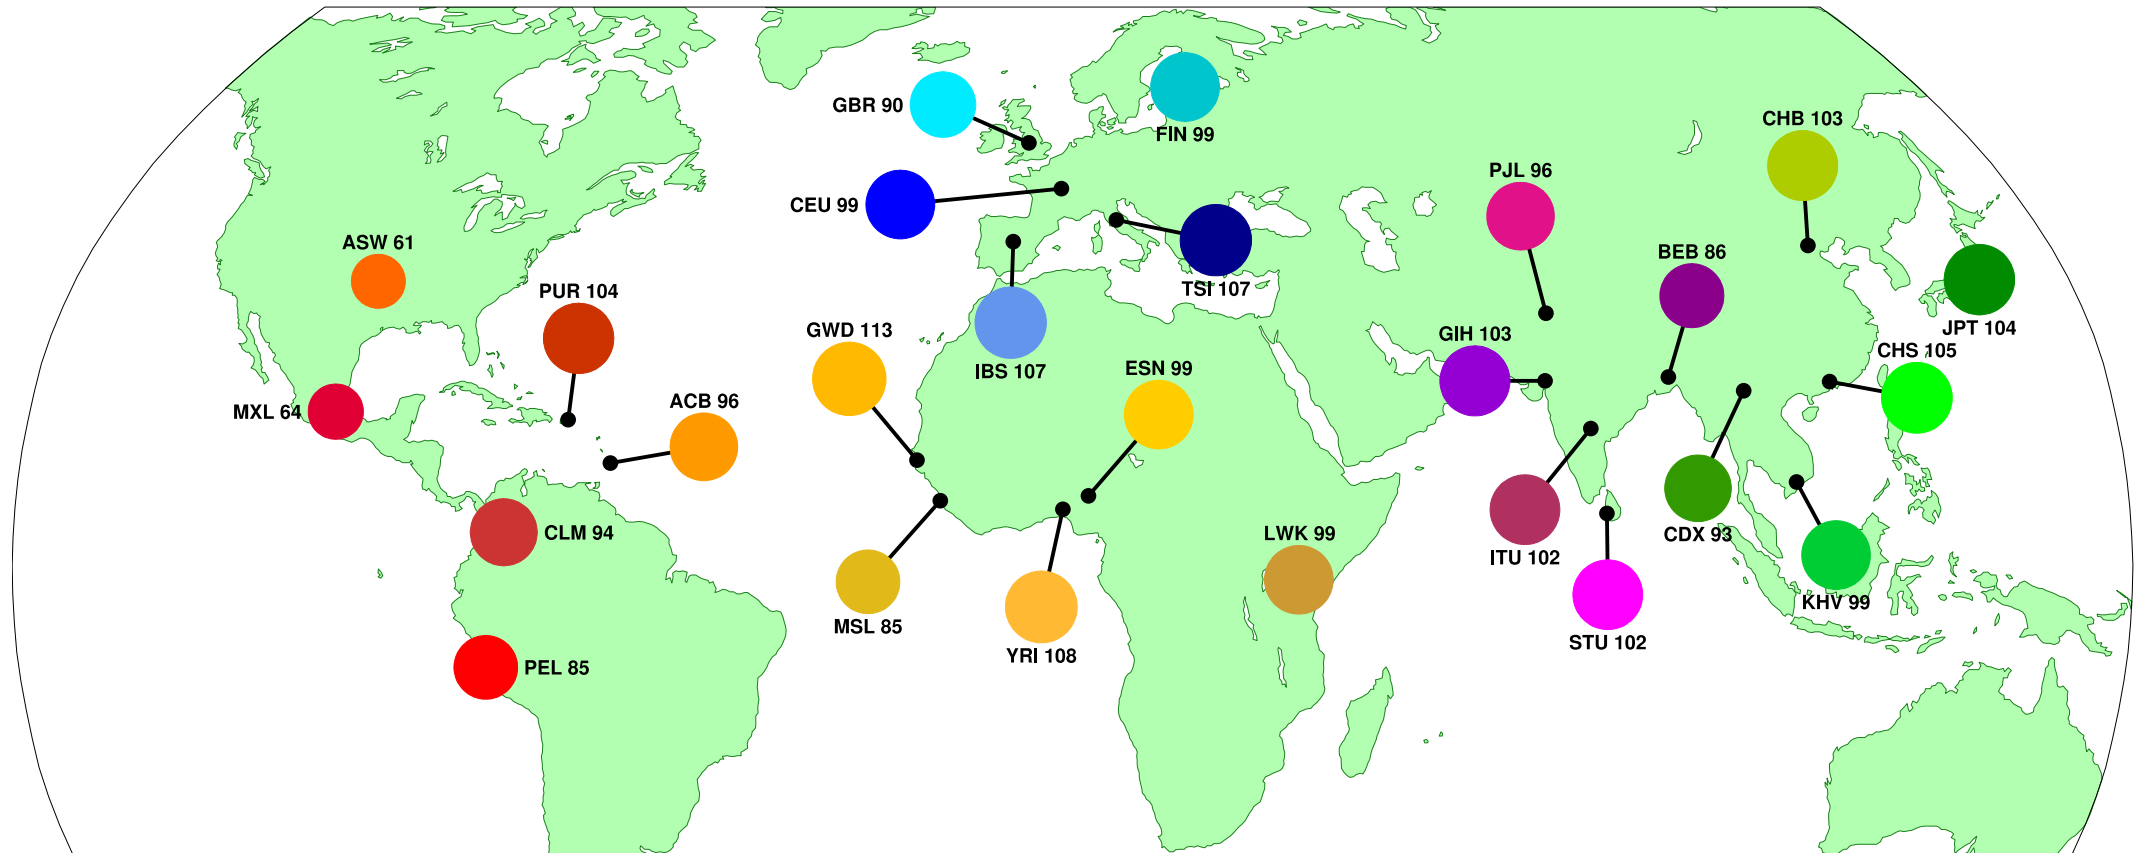 GBR 90
FIN 99
CHB 103
PJL 96
CEU 99
ASW 61
BEB 86
PUR 104
TSI 107
GWD 113
JPT 104
GIH 103
CHS 105
IBS 107
ESN 99
MXL 64
ACB 96
CLM 94
LWK 99
CDX 93
ITU 102
KHV 99
MSL 85
STU 102
YRI 108
PEL 85